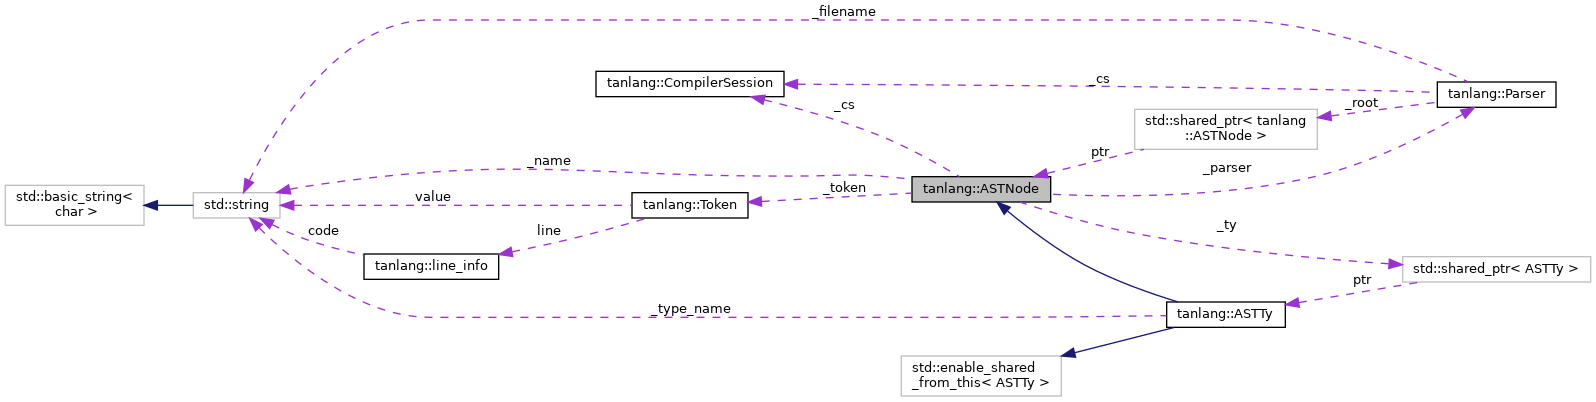 _filename
tanlang::CompilerSession
_cs
tanlang::Parser
_root
_cs
std::shared_ptr< tanlang
::ASTNode >
ptr
_name
_parser
_token
tanlang::ASTNode
std::basic_string<
char >
std::string
value
tanlang::Token
code
line
_ty
tanlang::line_info
std::shared_ptr< ASTTy >
ptr
_type_name
tanlang::ASTTy
std::enable_shared
_from_this< ASTTy >